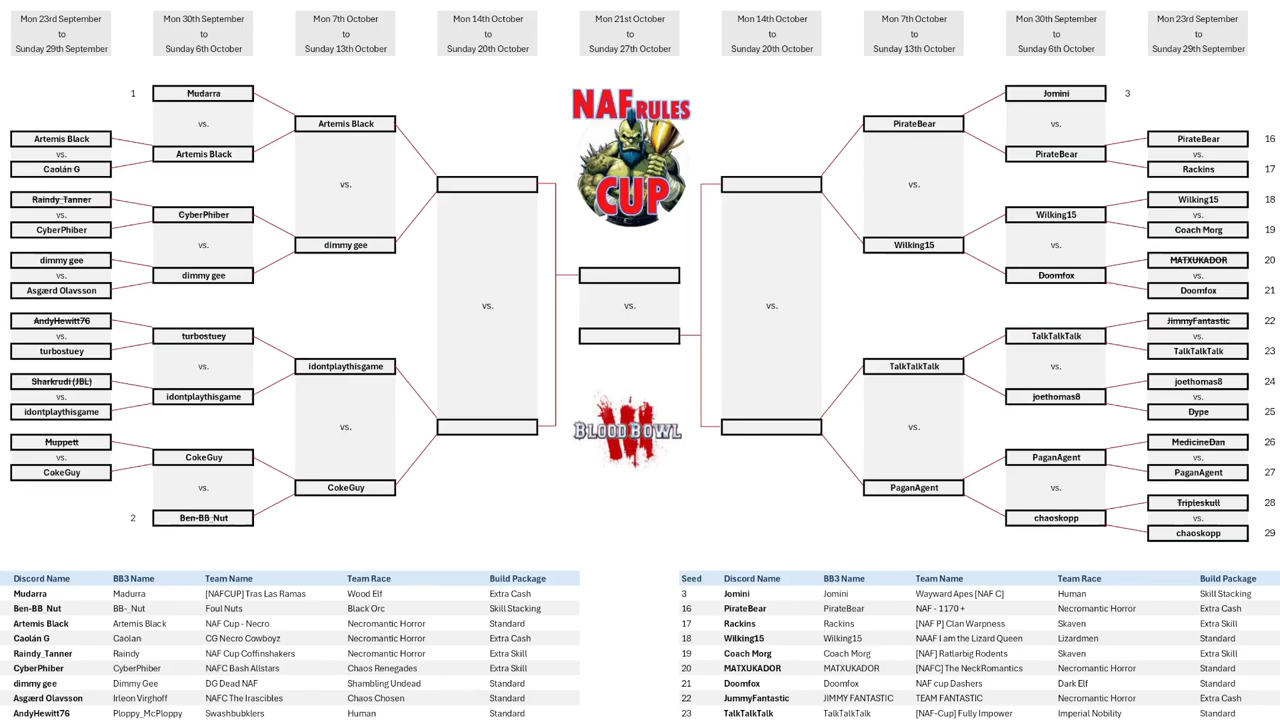 Mon 23rd September
to
Sunday 29th September
Mon 30th September
to
Sunday 6th October
Mon 7th October
to
Sunday 13th October
Mon 14th October
to
Sunday 20th October
Mon 21st October
to
Sunday 27th October
Mon 14th October
to
Sunday 20th October
Mon 7th October
to
Sunday 13th October
Mon 30th September
to
Sunday 6th October
Mon 23rd September
to
Sunday 29th September
Artemis Black
vs.
Caolán G
Raindy_Tanner
vs.
CyberPhiber
dimmy gee
vs.
Asgærd Olavsson
AndyHewitt76
vs.
turbostuey
Sharkrudi (JBL)
vs.
idontplaythisgame
Muppett
vs.
CokeGuy
1
Mudarra
vs.
Artemis Black
CyberPhiber
vs.
dimmy gee
turbostuey
vs.
idontplaythisgame
CokeGuy
vs.
2
Ben-BB_Nut
Artemis Black
vs.
dimmy gee
idontplaythisgame
vs.
CokeGuy
vs.
NAF RULES
CUP
vs.
BLOOD BOWL
vs.
PirateBear
vs.
Wilking15
TalkTalkTalk
vs.
PaganAgent
Jomini
3
vs.
PirateBear
Wilking15
vs.
Doomfox
TalkTalkTalk
vs.
joethomas8
PaganAgent
vs.
chaoskopp
PirateBear
16
vs.
Rackins
17
Wilking15
18
vs.
Coach Morg
19
MATXUKADOR
20
vs.
Doomfox
21
JimmyFantastic
22
vs.
TalkTalkTalk
23
joethomas8
24
vs.
Dype
25
MedicineDan
26
vs.
PaganAgent
27
Tripleskull
28
vs.
chaoskopp
29
Discord Name BB3 Name Team Name Team Race Build Package
Mudarra Madurra [NAFCUP] Tras Las Ramas Wood Elf Extra Cash
Ben-BB_Nut BB-_Nut Foul Nuts Black Orc Skill Stacking
Artemis Black Artemis Black NAF Cup - Necro Necromantic Horror Standard
Caolán G Caolan CG Necro Cowboyz Necromantic Horror Extra Cash
Raindy_Tanner Raindy NAF Cup Coffinshakers Necromantic Horror Extra Skill
CyberPhiber CyberPhiber NAFC Bash Allstars Chaos Renegades Extra Skill
dimmy gee Dimmy Gee DG Dead NAF Shambling Undead Standard
Asgærd Olavsson Irleon Virghoff NAFC The Irascibles Chaos Chosen Standard
AndyHewitt76 Ploppy_McPloppy Swashbubklers Human Standard
Seed Discord Name BB3 Name Team Name Team Race Build Package
3 Jomini Jomini Wayward Apes [NAF C] Human Skill Stacking
16 PirateBear PirateBear NAF - 1170 + Necromantic Horror Extra Cash
17 Rackins Rackins [NAF P] Clan Warpness Skaven Extra Skill
18 Wilking15 Wilking15 NAAF I am the Lizard Queen Lizardmen Standard
19 Coach Morg Coach Morg [NAF] Ratlarbig Rodents Skaven Extra Skill
20 MATXUKADOR MATXUKADOR [NAFC] The NeckRomantics Necromantic Horror Standard
21 Doomfox Doomfox NAF cup Dashers Dark Elf Standard
22 JummyFantastic JIMMY FANTASTIC TEAM FANTASTIC Necromantic Horror Extra Cash
23 TalkTalkTalk TalkTalkTalk [NAF-Cup] Fully Impower Imperial Nobility Standard